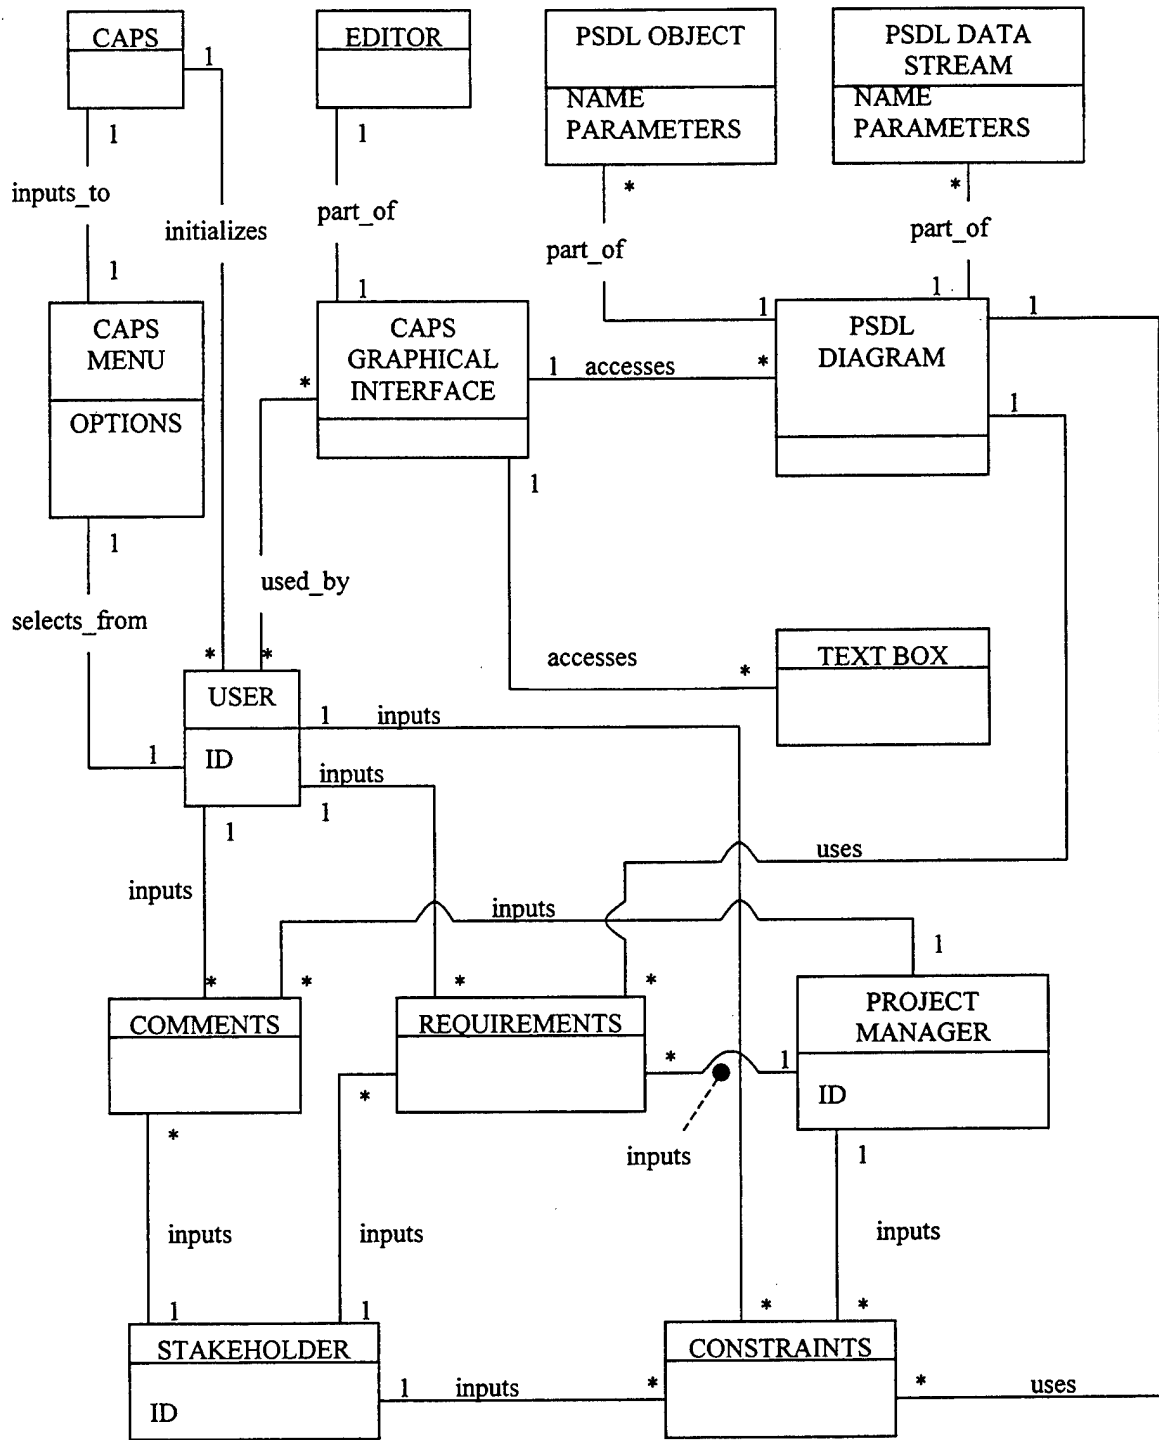 CAPS
1
EDITOR
PSDL OBJECT
NAME
PARAMETERS
PSDL DATA
STREAM
NAME
PARAMETERS
1
1
*
*
inputs_to
initializes
part_of
part_of
part_of
1
1
1
1
1
CAPS
MENU
OPTIONS
CAPS
GRAPHICAL
INTERFACE
PSDL
DIAGRAM
*
1 accesses *
1
1
1
used_by
selects_from
* *
accesses *
TEXT BOX
USER
ID
1 inputs
1
inputs
1
1
inputs
uses
inputs
1
* *
*
*
COMMENTS
REQUIREMENTS
PROJECT
MANAGER
ID
* 1
*
*
inputs
1
inputs
inputs
inputs
1
1
* *
STAKEHOLDER
ID
CONSTRAINTS
1 inputs *
* uses